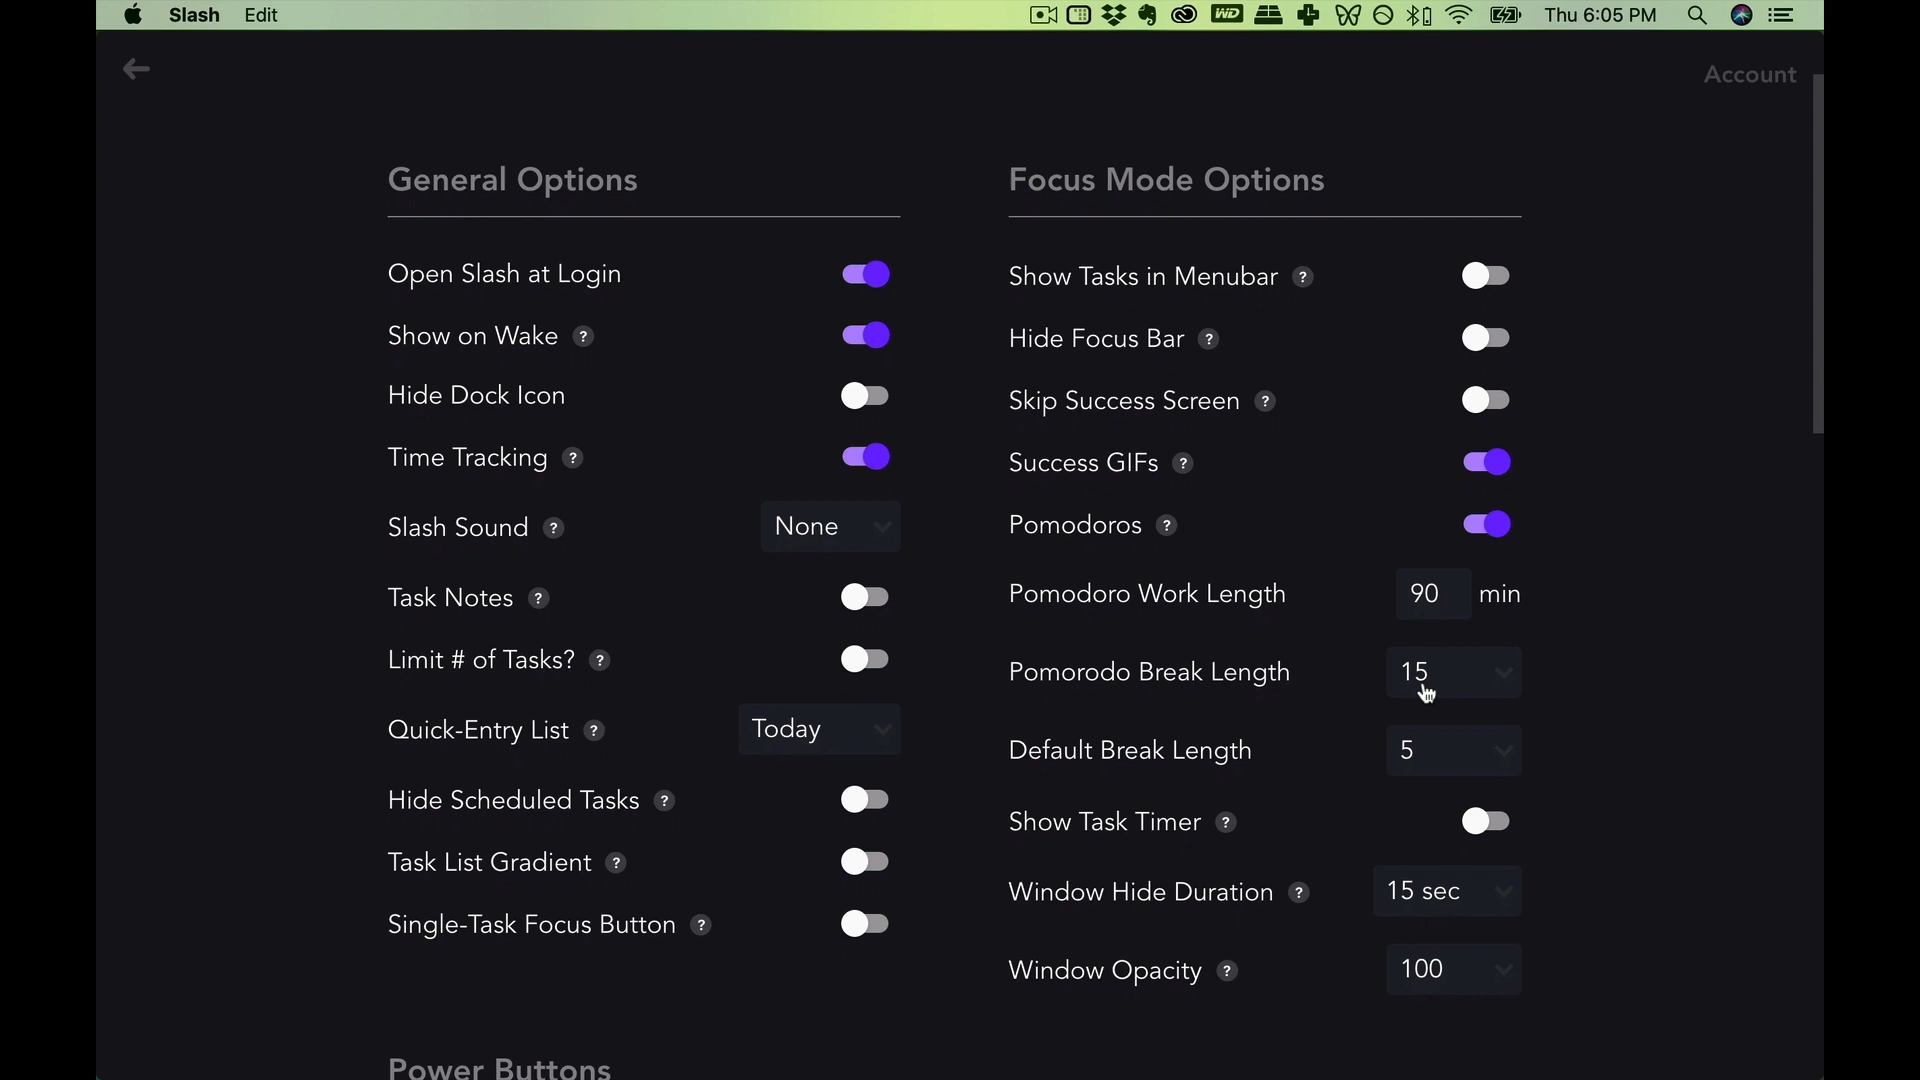 Slash Edit Thu 6:05 PM
Account
General Options
Open Slash at Login
Show on Wake ?
Hide Dock Icon
Time Tracking ?
Slash Sound ? None
Task Notes ?
Limit # of Tasks? ?
Quick-Entry List ? Today
Hide Scheduled Tasks ?
Task List Gradient ?
Single-Task Focus Button ?
Focus Mode Options
Show Tasks in Menubar ?
Hide Focus Bar ?
Skip Success Screen ?
Success GIFs ?
Pomodoros ?
Pomodoro Work Length 90 min
Pomorodo Break Length 15
Default Break Length 5
Show Task Timer ?
Window Hide Duration ? 15 sec
Window Opacity ? 100
Power Buttons